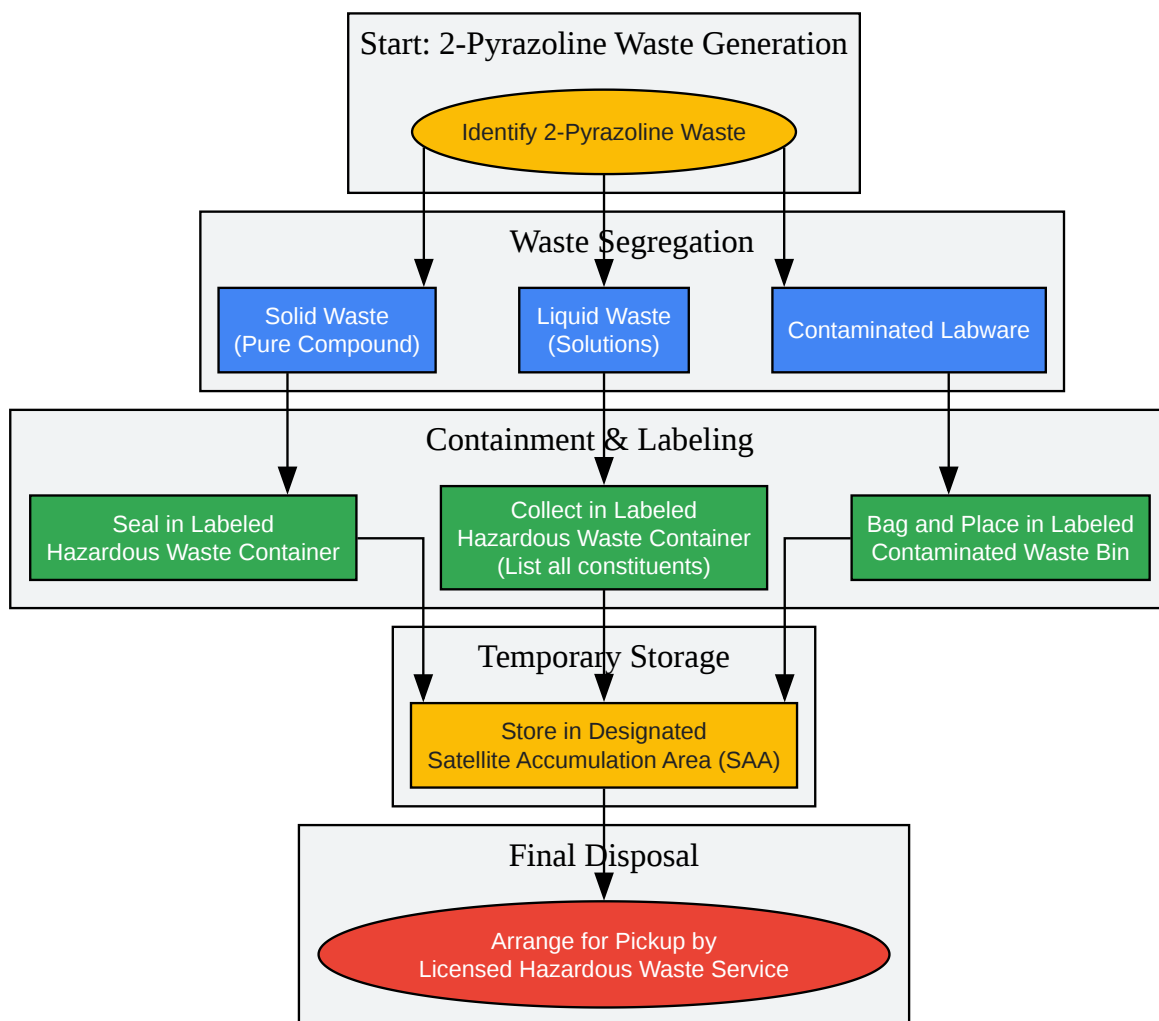 Start: 2-Pyrazoline Waste Generation
Identify 2-Pyrazoline Waste
Waste Segregation
Solid Waste
(Pure Compound)
Liquid Waste
(Solutions)
Contaminated Labware
Containment & Labeling
Seal in Labeled
Hazardous Waste Container
Collect in Labeled
Hazardous Waste Container
(List all constituents)
Bag and Place in Labeled
Contaminated Waste Bin
Temporary Storage
Store in Designated
Satellite Accumulation Area (SAA)
Final Disposal
Arrange for Pickup by
Licensed Hazardous Waste Service